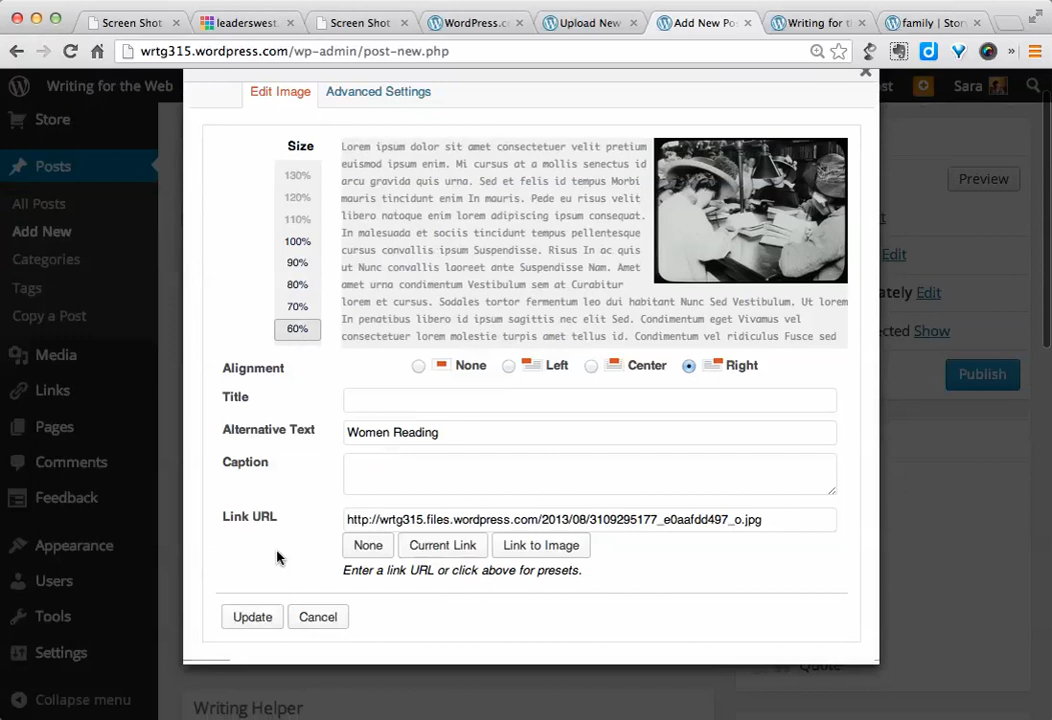 Screen Shot
leaderswest.
Screen Shot
WordPress.c
Upload New
Add New Po
Writing for t
family | Stor
wrtg315.wordpress.com/wp-admin/post-new.php
Writing for the Web
Sara
Store
Posts
All Posts
Add New
Categories
Tags
Copy a Post
Media
Links
Pages
Comments
Feedback
Appearance
Users
Tools
Settings
Collapse menu
Edit Image
Advanced Settings
Size
130%
120%
110%
100%
90%
80%
70%
60%
Lorem ipsum dolor sit amet consectetuer velit pretium
euismod ipsum enim. Mi cursus at a mollis senectus id
arcu gravida quis urna. Sed et felis id tempus Morbi
mauris tincidunt enim In mauris. Pede eu risus velit
libero natoque enim lorem adipiscing ipsum consequat.
In malesuada et sociis tincidunt tempus pellentesque
cursus convallis ipsum Suspendisse. Risus In ac quis
ut Nunc convallis laoreet ante Suspendisse Nam. Amet
amet urna condimentum Vestibulum sem at Curabitur
lorem et cursus. Sodales tortor fermentum leo dui habitant Nunc Sed Vestibulum. Ut lorem
In penatibus ipsum sagittis nec elit Sed. Condimentum eget Vivamus vel
consectetuer lorem molestie turpis amet tellus id. Condimentum vel ridiculus Fusce sed
Alignment
None
Left
Center
Right
Title
Alternative Text
Women Reading
Caption
Link URL
http://wrtg315.files.wordpress.com/2013/08/3109295177_e0aafdd497_o.jpg
None
Current Link
Link to Image
Enter a link URL or click above for presets.
Update
Cancel
Preview
Edit
Edit
Show
Publish
Writing Helper